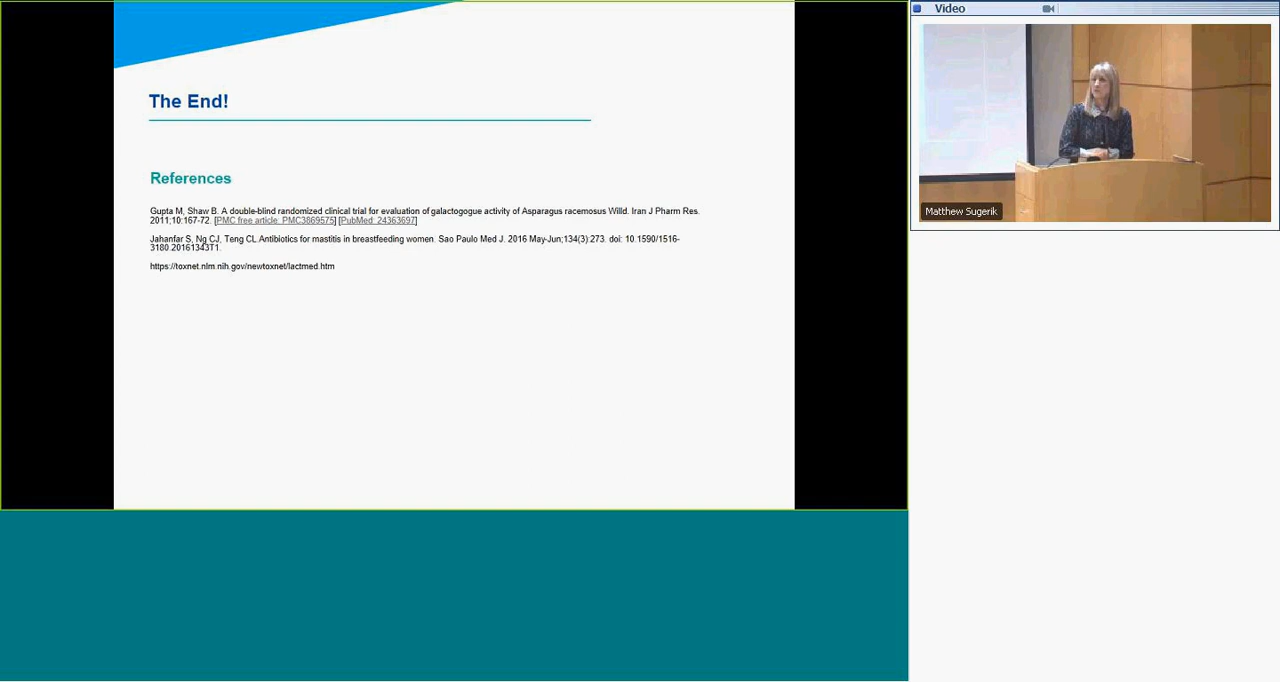 The End!
References
Gupta M, Shaw B. A double-blind randomized clinical trial for evaluation of galactogogue activity of Asparagus racemosus Willd. Iran J Pharm Res.
2011;10:167-72. [PMC free article: PMC3869575] [PubMed: 24363697]
Jahanfar S, Ng CJ, Teng CL.Antibiotics for mastitis in breastfeeding women. Sao Paulo Med J. 2016 May-Jun;134(3):273. doi: 10.1590/1516-
3180.20161343T1.
https://toxnet.nlm.nih.gov/newtoxnet/lactmed.htm
Video
Matthew Sugerik